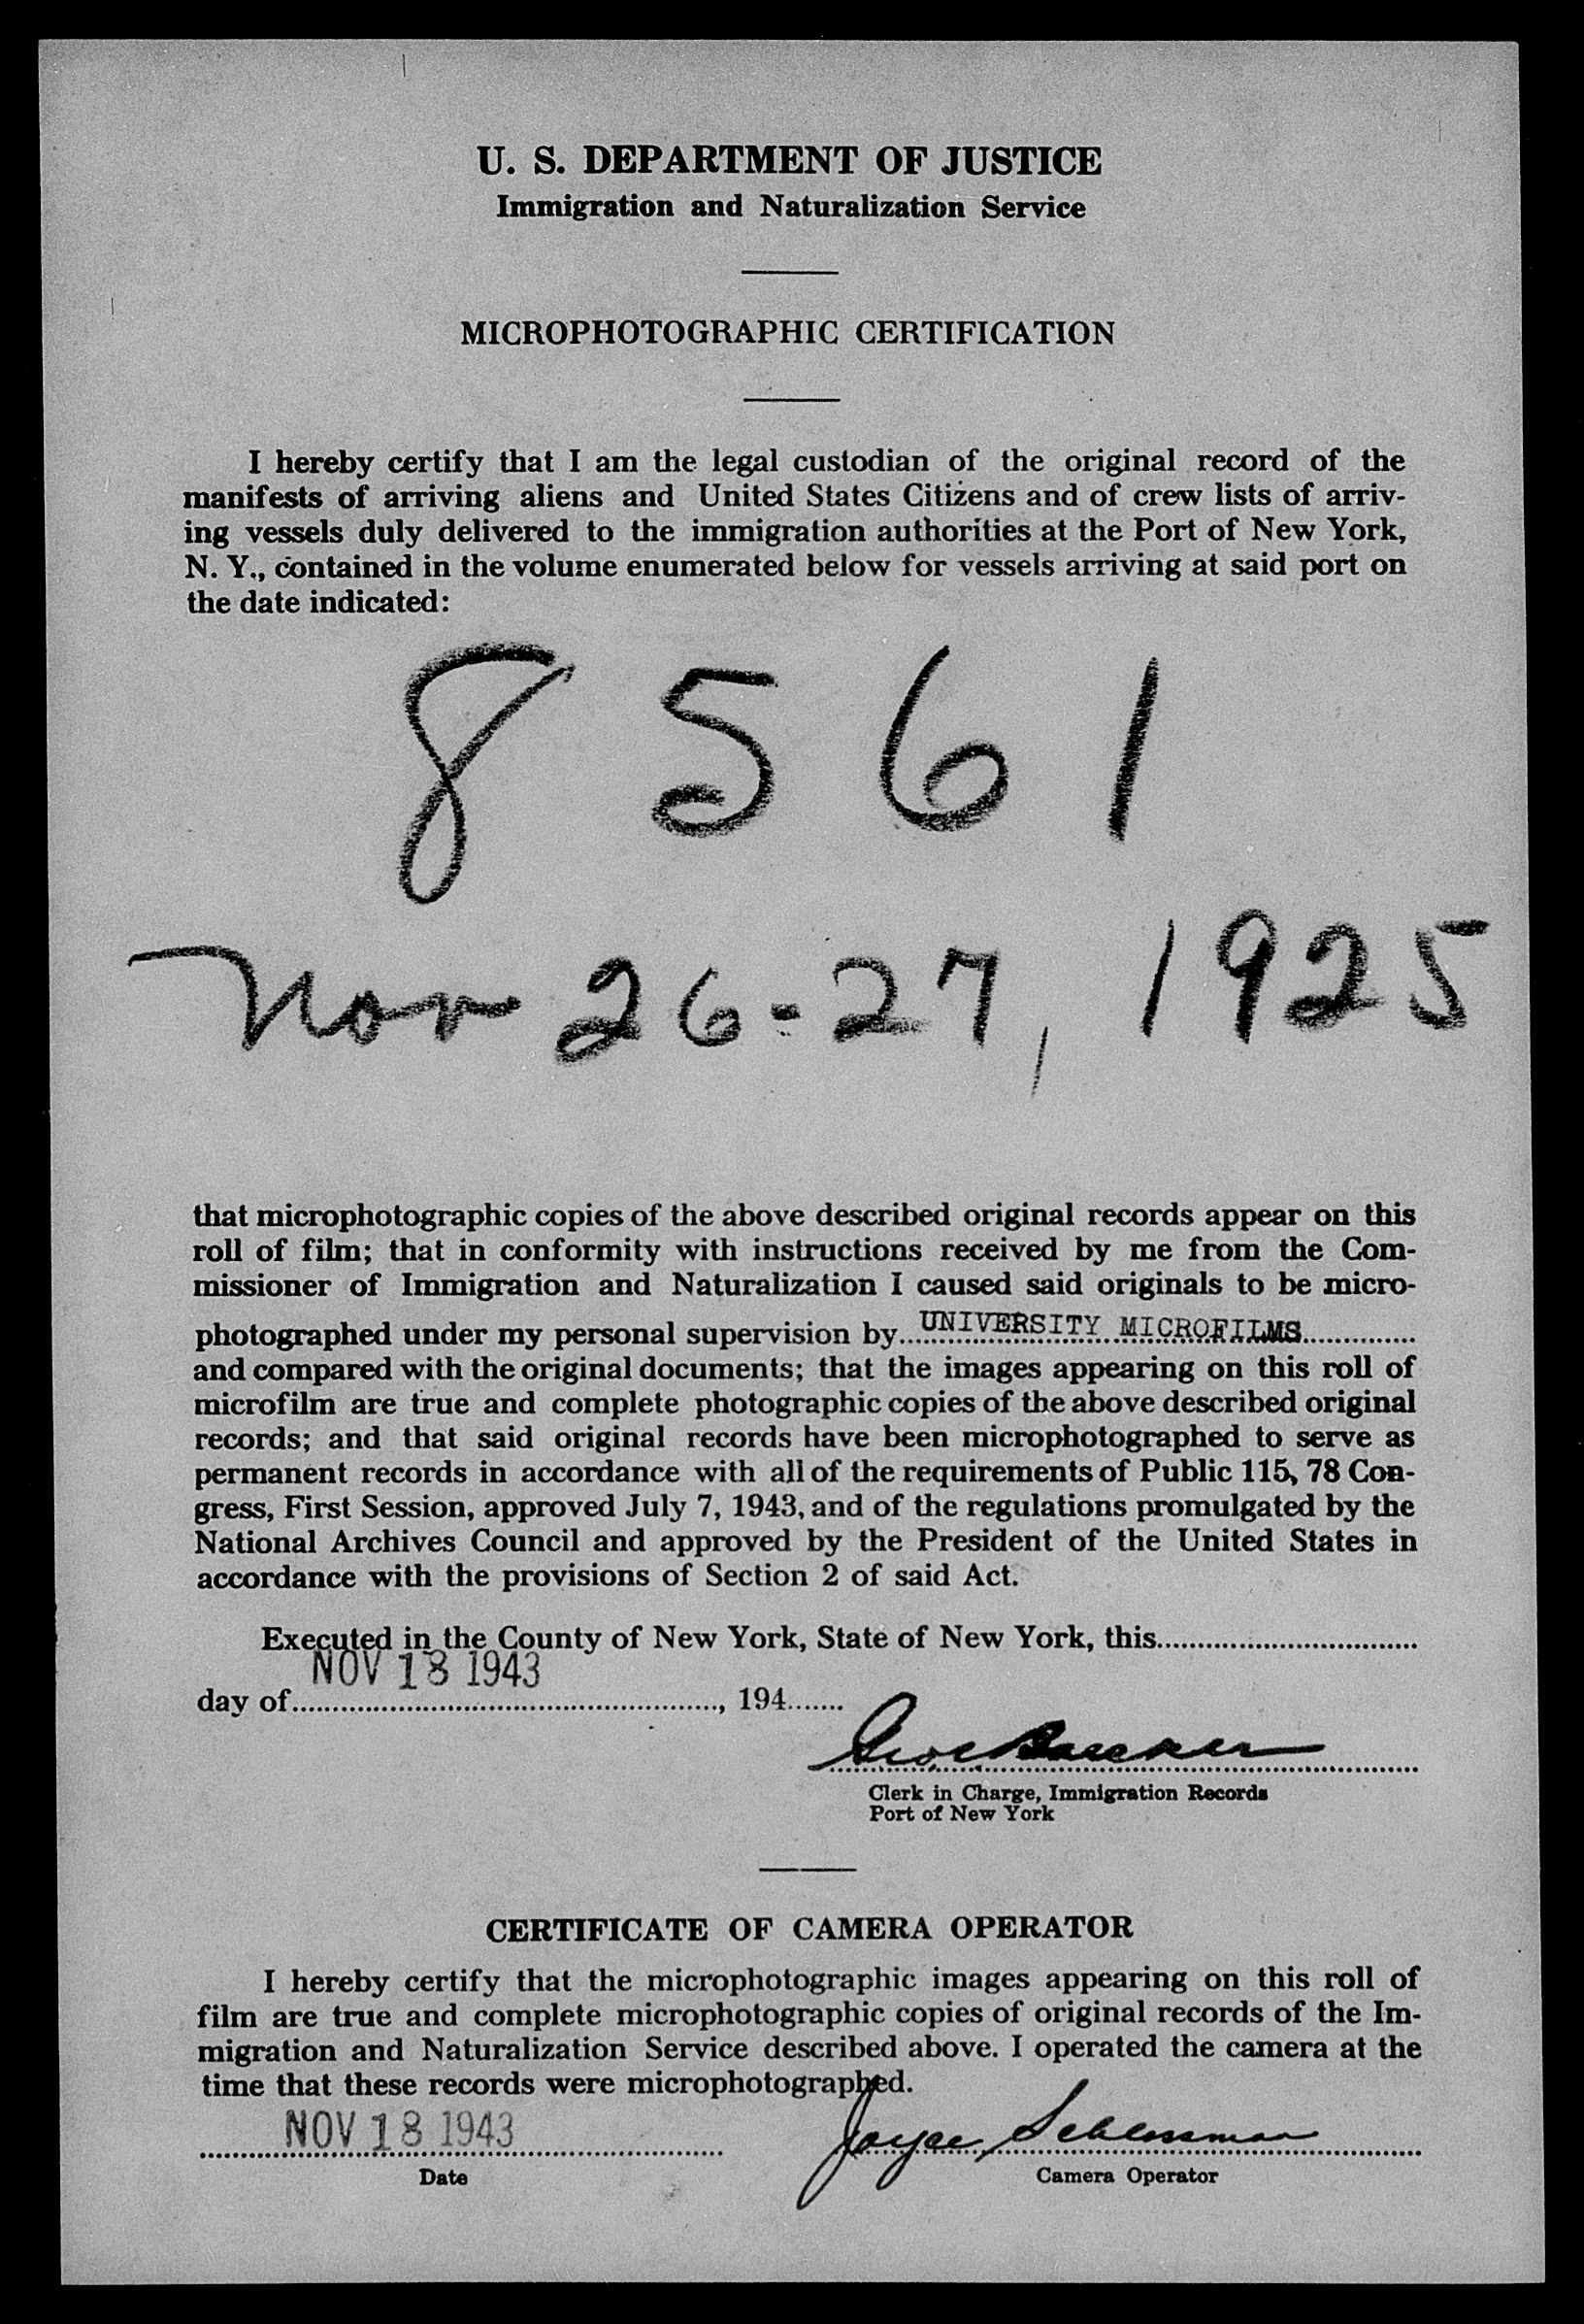 U. S. DEPARTMENT OF JUSTICE
Immigration and Naturalization Service
MICROPHOTOGRAPHIC CERTIFICATION
I hereby certify that I am the legal custodian of the original record of the
manifests of arriving aliens and United States Citizens and of crew lists of arriv-
ing vessels duly delivered to the immigration authorities at the Port of New York,
N. Y., contained in the volume enumerated below for vessels arriving at said port on
the date indicated:
8561
Nov 26-27, 1925
that microphotographic copies of the above described original records appear on this
roll of film; that in conformity with instructions received by me from the Com-
missioner of Immigration and Naturalization I caused said originals to be micro-
photographed under my personal supervision by UNIVERSITY MICROFILMS
and compared with the original documents; that the images appearing on this roll of
microfilm are true and complete photographic copies of the above described original
records; and that said original records have been microphotographed to serve as
permanent records in accordance with all of the requirements of Public 115, 78 Con-
gress, First Session, approved July 7, 1943, and of the regulations promulgated by the
National Archives Council and approved by the President of the United States in
accordance with the provisions of Section 2 of said Act.
Executed in the County of New York, State of New York, this
NOV 18 1943
day of, 194
Clerk in Charge, Immigration Records
Port of New York
CERTIFICATE OF CAMERA OPERATOR
I hereby certify that the microphotographic images appearing on this roll of
film are true and complete microphotographic copies of original records of the Im-
migration and Naturalization Service described above. I operated the camera at the
time that these records were microphotographed.
NOV 18 1943 Joyce
Date Camera Operator